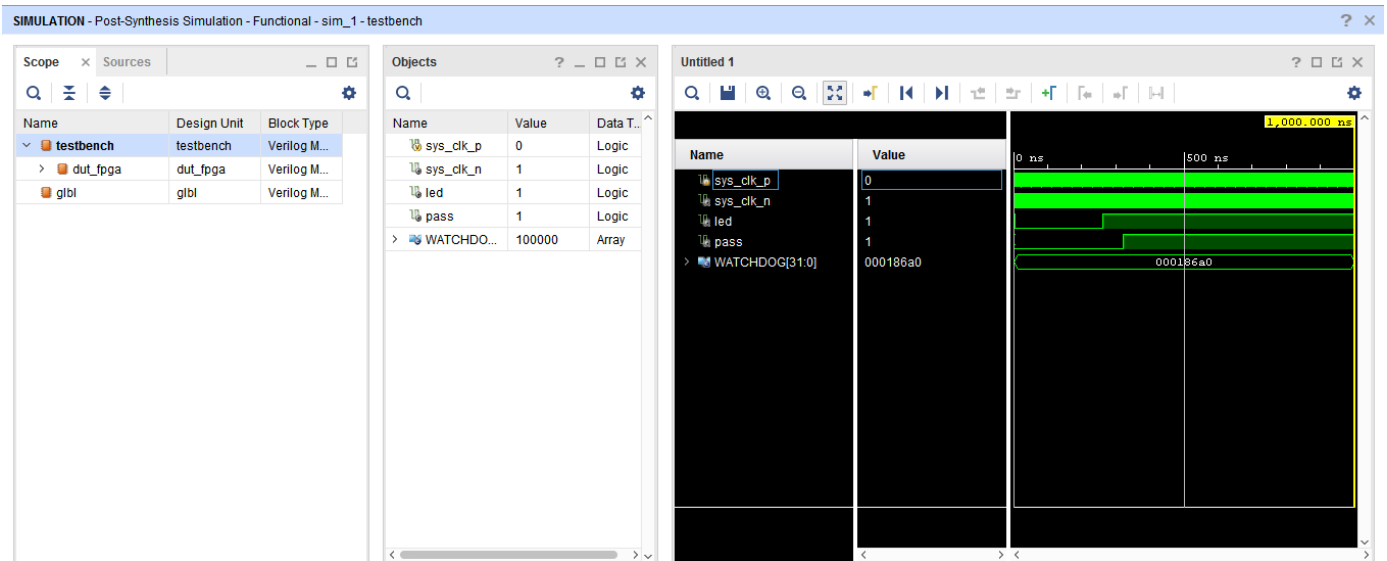 SIMULATION - Post-Synthesis Simulation - Functional - sim_1 - testbench ? ×
Scope × Sources
Name Design Unit Block Type
testbench testbench Verilog M...
dut_fpga dut_fpga Verilog M...
glbl glbl Verilog M...
Objects
Name Value Data T..
sys_clk_p 0 Logic
sys_clk_n 1 Logic
led 1 Logic
pass 1 Logic
WATCHDO... 100000 Array
Untitled 1
1,000.000 ns
Name Value 0 ns 500 ns
sys_clk_p 0
sys_clk_n 1
led 1
pass 1
WATCHDOG[31:0] 000186a0 000186a0